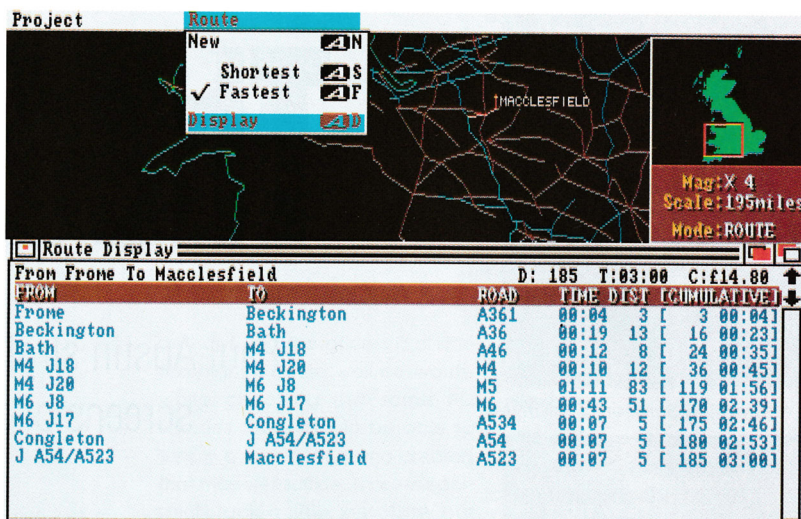 Project Route
New A N
Shortest A S
✓ Fastest A F
Display A D
MACCLESFIELD
Mag:X 4
Scale:195miles
Mode:ROUTE
Route Display
From Frome To Macclesfield D: 185 T:03:00 C:£14.80
FROM TO ROAD TIME DIST [CUMULATIVE]
Frome Beckington A361 00:04 3 [ 3 00:04]
Beckington Bath A36 00:19 13 [ 16 00:23]
Bath M4 J18 A46 00:12 8 [ 24 00:35]
M4 J18 M4 J20 M4 00:10 12 [ 36 00:45]
M4 J20 M6 J8 M5 01:11 83 [ 119 01:56]
M6 J8 M6 J17 M6 00:43 51 [ 170 02:39]
M6 J17 Congleton A534 00:07 5 [ 175 02:46]
Congleton J A54/A523 A54 00:07 5 [ 180 02:53]
J A54/A523 Macclesfield A523 00:07 5 [ 185 03:00]